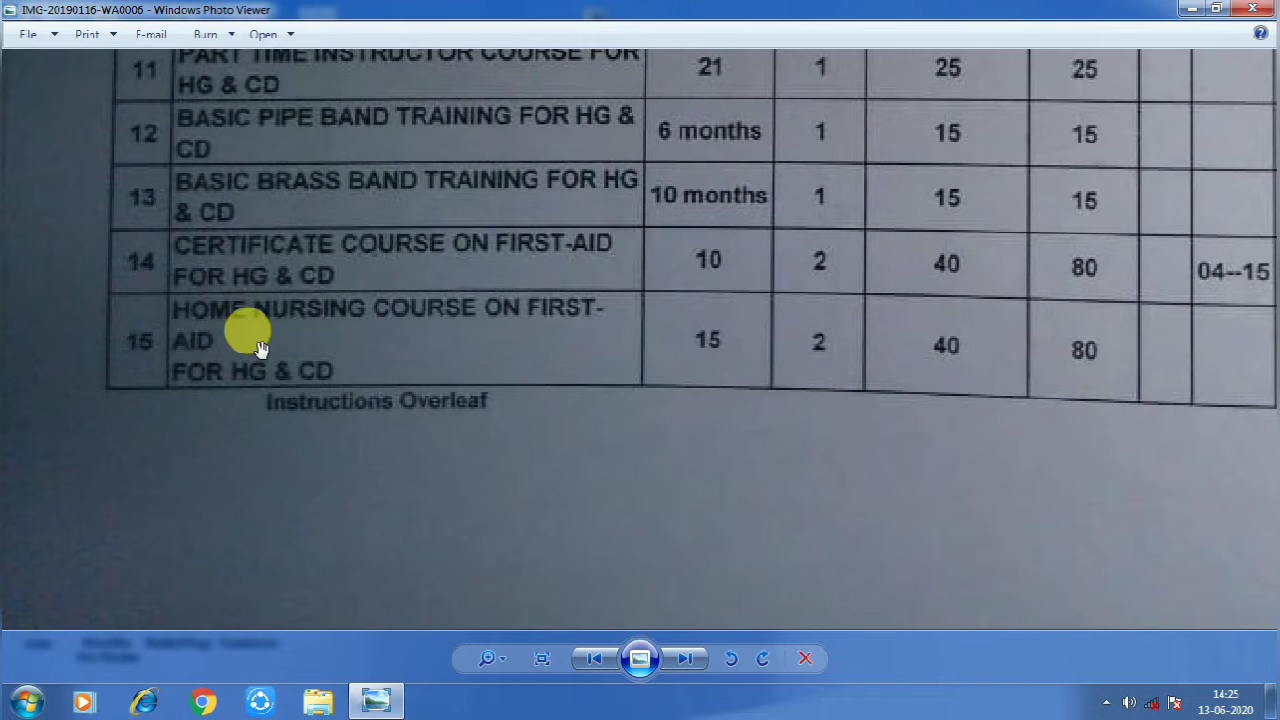 IMG-20190116-WA0006 - Windows Photo Viewer
File Print E-mail Burn Open
11 PART TIME INSTRUCTOR COURSE FOR HG & CD 21 1 25 25
12 BASIC PIPE BAND TRAINING FOR HG & CD 6 months 1 15 15
13 BASIC BRASS BAND TRAINING FOR HG & CD 10 months 1 15 15
14 CERTIFICATE COURSE ON FIRST-AID FOR HG & CD 10 2 40 80 04--15
15 HOME NURSING COURSE ON FIRST-AID FOR HG & CD 15 2 40 80
Instructions Overleaf
14:25
13-06-2020